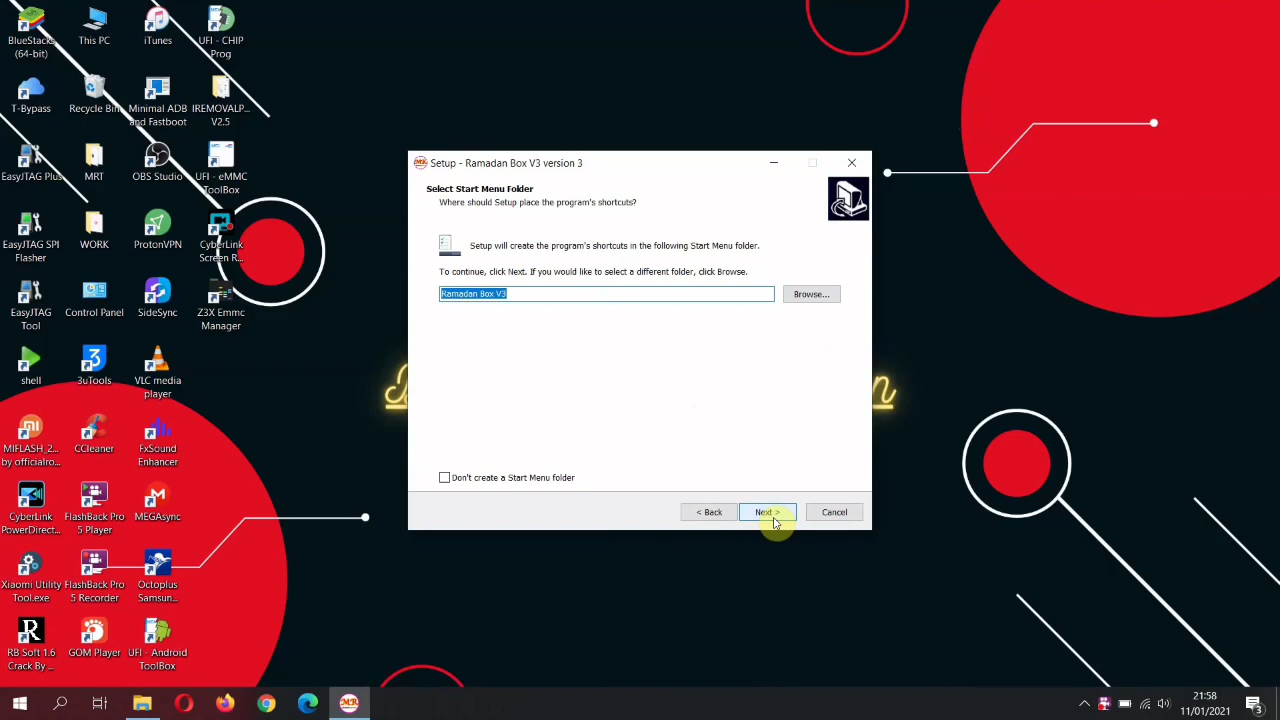 BlueStacks
(64-bit)
This PC
iTunes
UFI - CHIP
Prog
T-Bypass
Recycle Bin
Minimal ADB
and Fastboot
IREMOVALP...
V2.5
EasyJTAG Plus
MRT
OBS Studio
UFI - eMMC
ToolBox
EasyJTAG SPI
Flasher
WORK
ProtonVPN
CyberLink
Screen R...
EasyJTAG
Tool
Control Panel
SideSync
Z3X Emmc
Manager
shell
3uTools
VLC media
player
MIFLASH_2...
by officialro...
CCleaner
FxSound
Enhancer
CyberLink
PowerDirect...
FlashBack Pro
5 Player
MEGAsync
Xiaomi Utility
Tool.exe
FlashBack Pro
5 Recorder
Octoplus
Samsun...
RB Soft 1.6
Crack By ...
GOM Player
UFI - Android
ToolBox
Setup - Ramadan Box V3 version 3
Select Start Menu Folder
Where should Setup place the program's shortcuts?
Setup will create the program's shortcuts in the following Start Menu folder.
To continue, click Next. If you would like to select a different folder, click Browse.
Ramadan Box V3
Browse...
Don't create a Start Menu folder
< Back
Next >
Cancel
21:58
11/01/2021
3